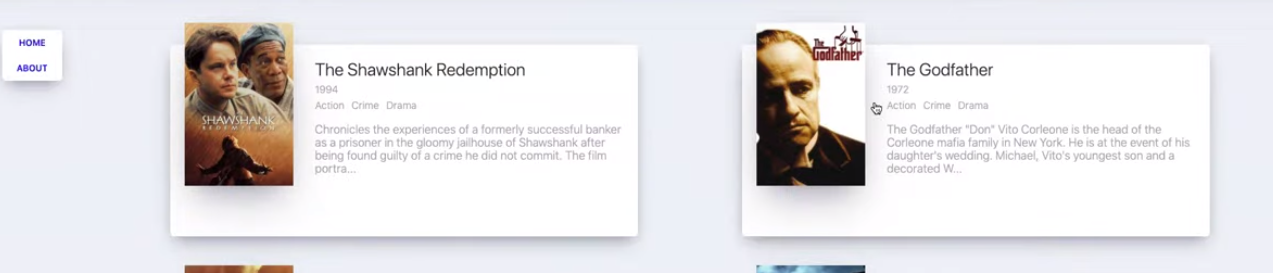 HOME
ABOUT
SHAWSHANK
REDEMPTION
The Shawshank Redemption
1994
Action Crime Drama
Chronicles the experiences of a formerly successful banker
as a prisoner in the gloomy jailhouse of Shawshank after
being found guilty of a crime he did not commit. The film
portra...
The
Godfather
The Godfather
1972
Action Crime Drama
The Godfather "Don" Vito Corleone is the head of the
Corleone mafia family in New York. He is at the event of his
daughter's wedding. Michael, Vito's youngest son and a
decorated W...